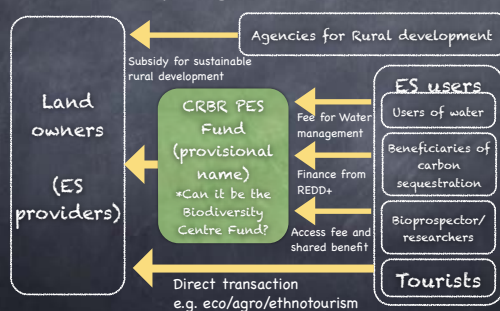 Agencies for Rural development
Subsidy for sustainable
rural development
Land
owners
(ES
providers)
CRBR PES
Fund
(provisional
name)
*Can it be the
Biodiversity
Centre Fund?
Fee for Water
management
Finance from
REDD+
Access fee and
shared benefit
ES users
Users of water
Beneficiaries of
carbon
sequestration
Bioprospector/
researchers
Tourists
Direct transaction
e.g. eco/agro/ethnotourism